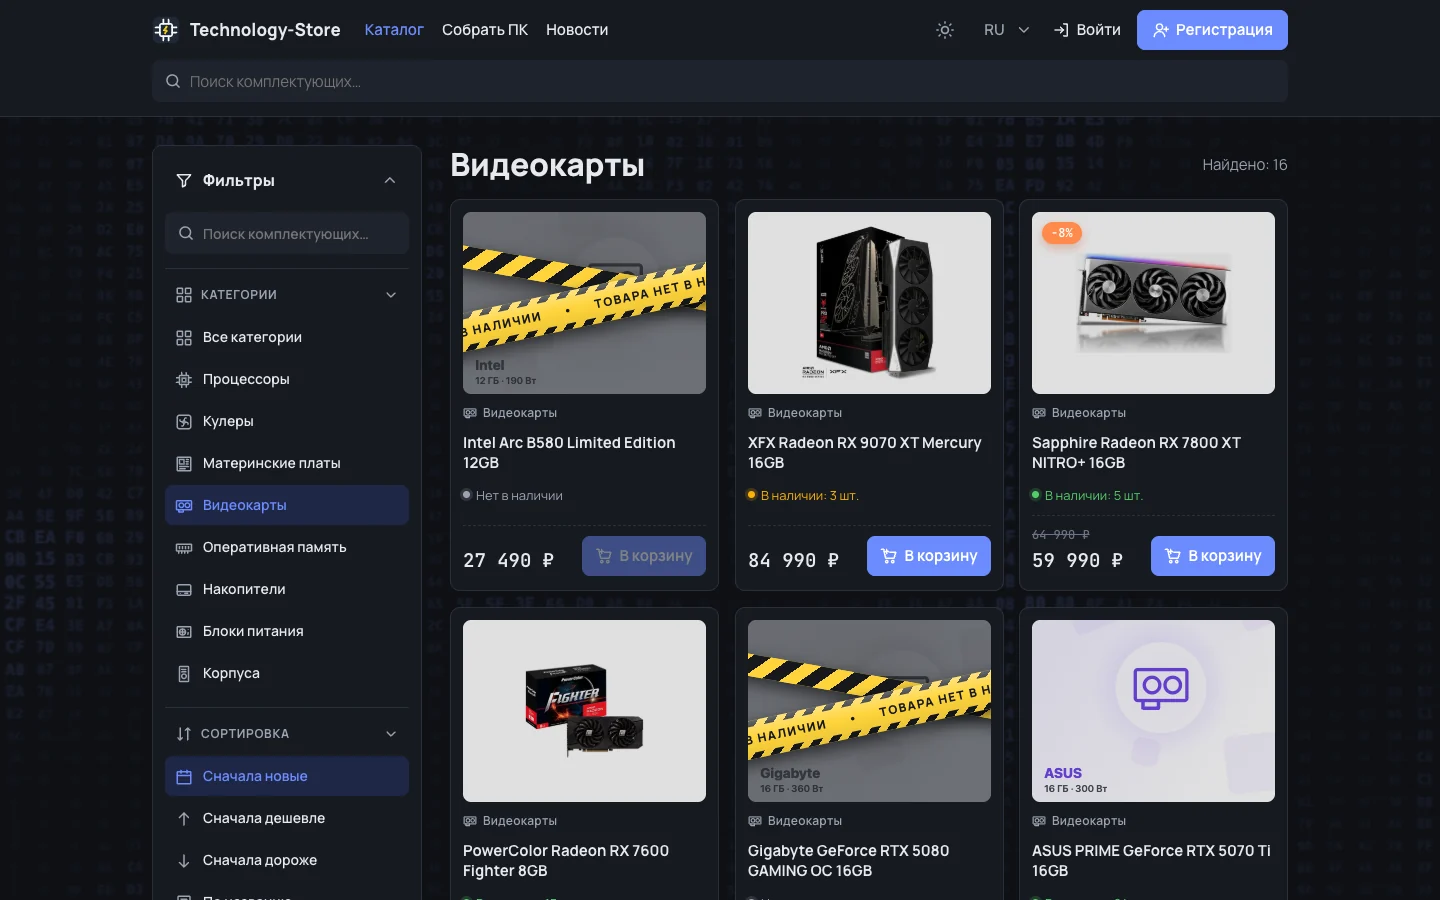 Technology-Store
Каталог
Собрать ПК
Новости
RU
Войти
Регистрация
Поиск комплектующих...
Фильтры
Поиск комплектующих...
КАТЕГОРИИ
Все категории
Процессоры
Кулеры
Материнские платы
Видеокарты
Оперативная память
Накопители
Блоки питания
Корпуса
СОРТИРОВКА
Сначала новые
Сначала дешевле
Сначала дороже
Видеокарты
Найдено: 16
В НАЛИЧИИ • ТОВАРА НЕТ В Н
Intel
12 ГБ · 190 Вт
Видеокарты
Intel Arc B580 Limited Edition
12GB
Нет в наличии
27 490 ₽
В корзину
AMD
RADEON
XFX
Видеокарты
XFX Radeon RX 9070 XT Mercury
16GB
В наличии: 3 шт.
84 990 ₽
В корзину
-8%
Видеокарты
Sapphire Radeon RX 7800 XT
NITRO+ 16GB
В наличии: 5 шт.
64 990 ₽
59 990 ₽
В корзину
PowerColor
FIGHTER
Видеокарты
PowerColor Radeon RX 7600
Fighter 8GB
В НАЛИЧИИ • ТОВАРА НЕТ В Н
Gigabyte
16 ГБ · 360 Вт
Видеокарты
Gigabyte GeForce RTX 5080
GAMING OC 16GB
ASUS
16 ГБ · 300 Вт
Видеокарты
ASUS PRIME GeForce RTX 5070 Ti
16GB